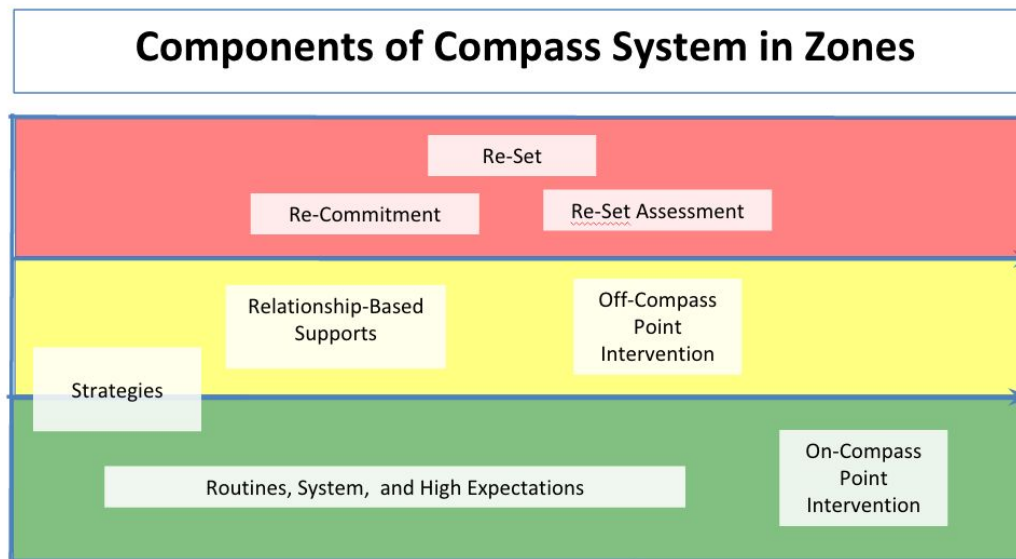 Components of Compass System in Zones
Re-Set
Re-Commitment
Re-Set Assessment
Relationship-Based
Supports
Off-Compass
Point
Intervention
Strategies
Routines, System, and High Expectations
On-Compass
Point
Intervention